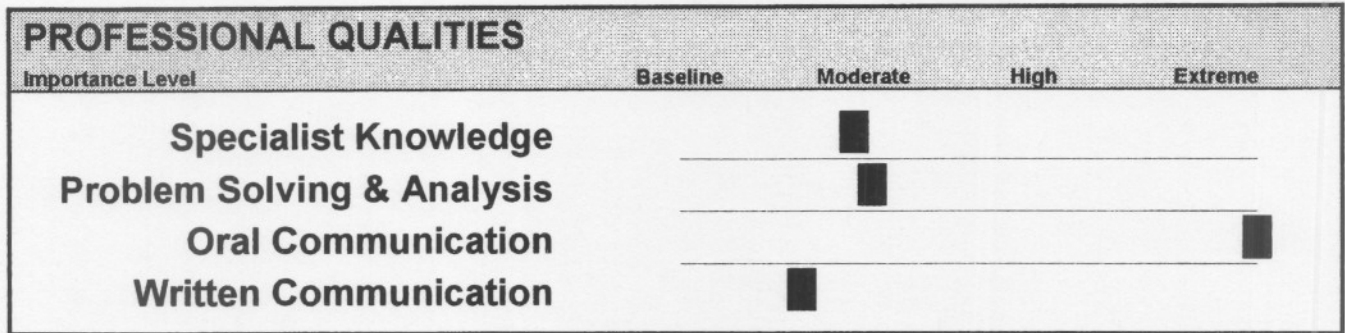 PROFESSIONAL QUALITIES
Importance Level Baseline Moderate High Extreme
Specialist Knowledge
Problem Solving & Analysis
Oral Communication
Written Communication